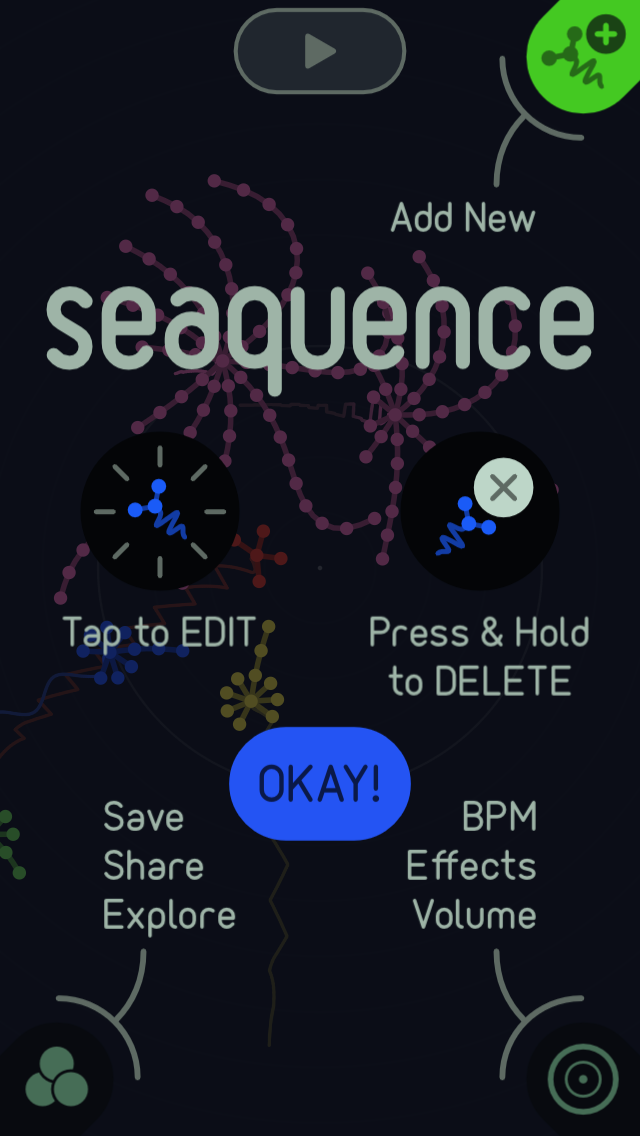 Add New
seaquence
Tap to EDIT
Press & Hold
to DELETE
OKAY!
Save
Share
Explore
BPM
Effects
Volume